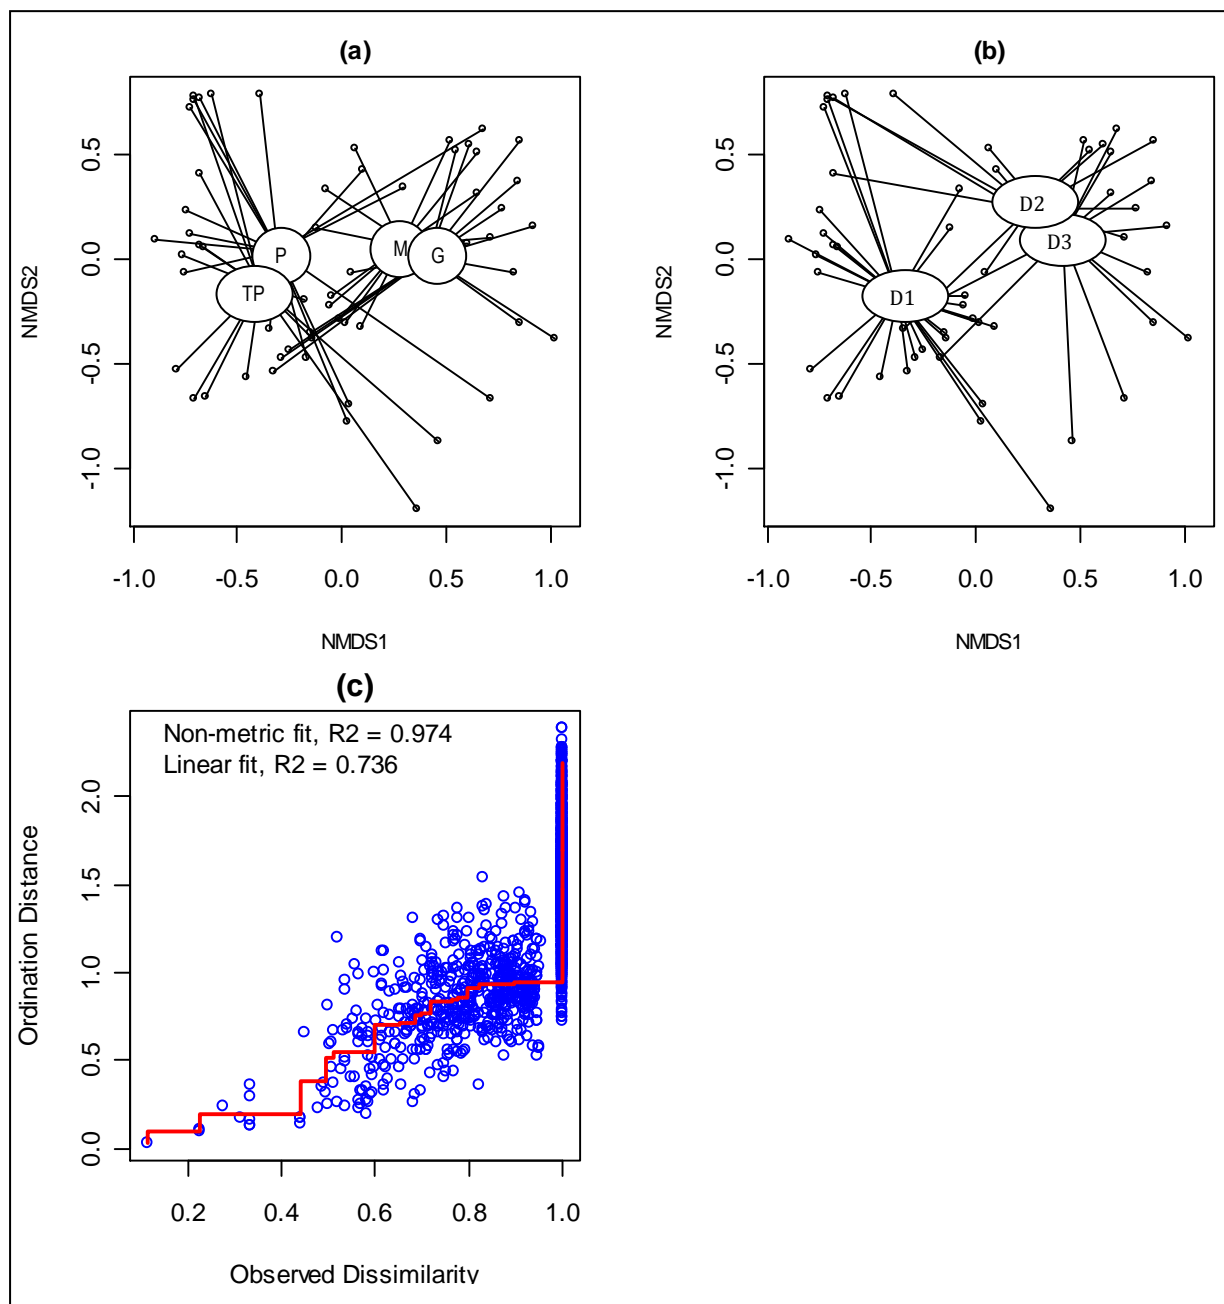 (a)
0.5
0.0
-0.5
-1.0
NMDS2
P
M
G
TP
-1.0 -0.5 0.0 0.5 1.0
NMDS1
(b)
0.5
0.0
-0.5
-1.0
NMDS2
D2
D3
D1
-1.0 -0.5 0.0 0.5 1.0
NMDS1
(c)
Non-metric fit, R2 = 0.974
Linear fit, R2 = 0.736
2.0
1.5
1.0
0.5
0.0
Ordination Distance
0.2 0.4 0.6 0.8 1.0
Observed Dissimilarity